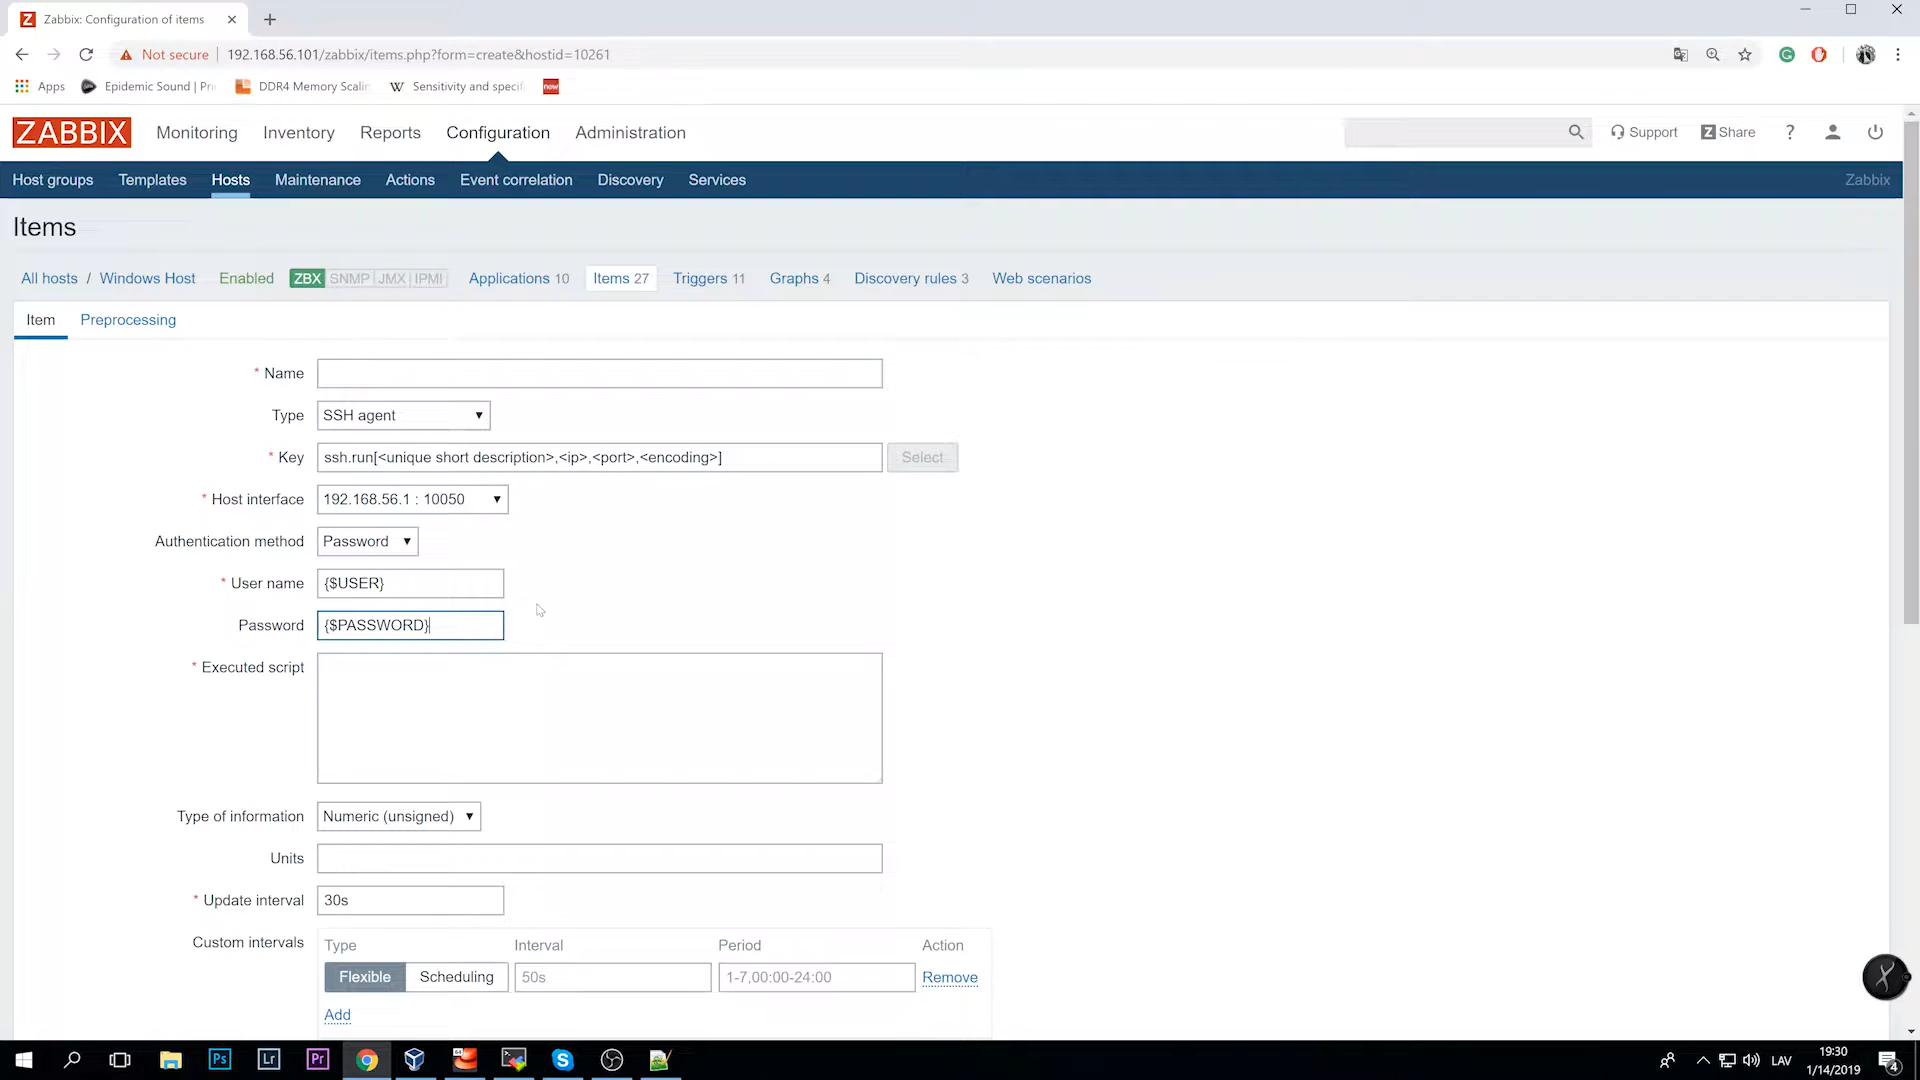 Zabbix: Configuration of items
Not secure
192.168.56.101/zabbix/items.php?form=create&hostid=10261
Apps
Epidemic Sound | Pr
DDR4 Memory Scali
Sensitivity and specif
now
ZABBIX
Monitoring
Inventory
Reports
Configuration
Administration
Support
Share
?
Host groups
Templates
Hosts
Maintenance
Actions
Event correlation
Discovery
Services
Zabbix
Items
All hosts / Windows Host
Enabled
ZBX SNMP JMX IPMI
Applications 10
Items 27
Triggers 11
Graphs 4
Discovery rules 3
Web scenarios
Item
Preprocessing
* Name
Type
SSH agent
* Key
ssh.run[<unique short description>,<ip>,<port>,<encoding>]
Select
* Host interface
192.168.56.1 : 10050
Authentication method
Password
* User name
{$USER}
Password
{$PASSWORD}
* Executed script
Type of information
Numeric (unsigned)
Units
* Update interval
30s
Custom intervals
Type
Interval
Period
Action
Flexible
Scheduling
50s
1-7,00:00-24:00
Remove
Add
Ps
Lr
Pr
64
LAV
19:30
1/14/2019
4